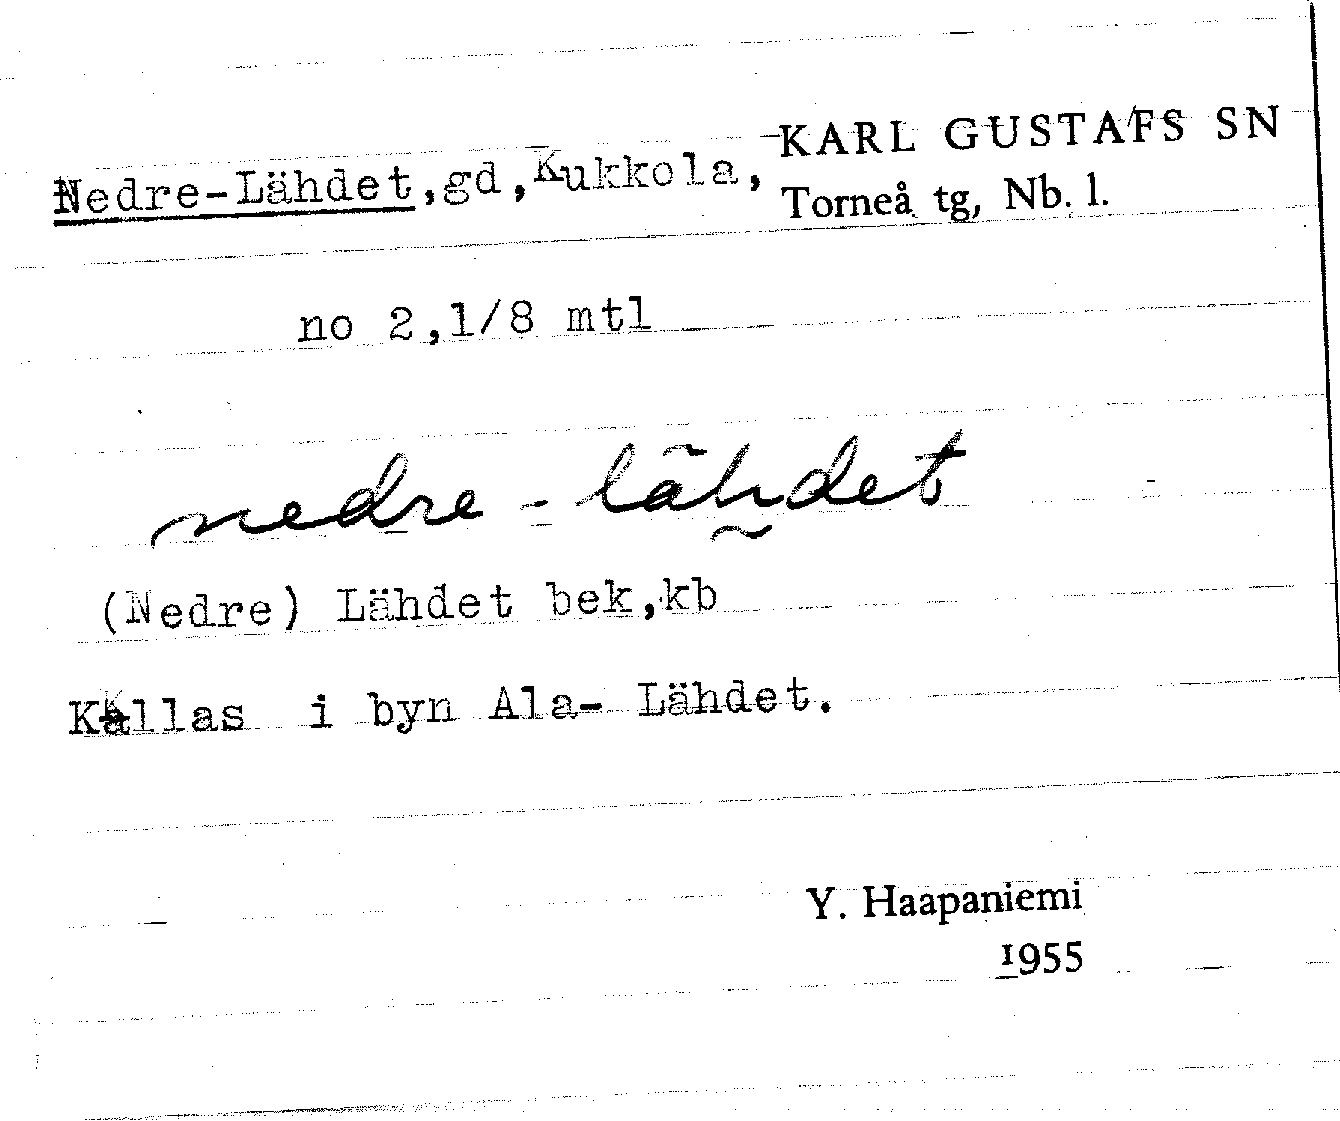 Nedre-Lähdet,gd,Kukkola, KARL GUSTAFS SN
Torneå tg, Nb. l.
no 2,1/8 mtl
nedre-lähdet
(Nedre) Lähdet bek,kb
Kallas i byn Ala- Lähdet.
Y. Haapaniemi
1955